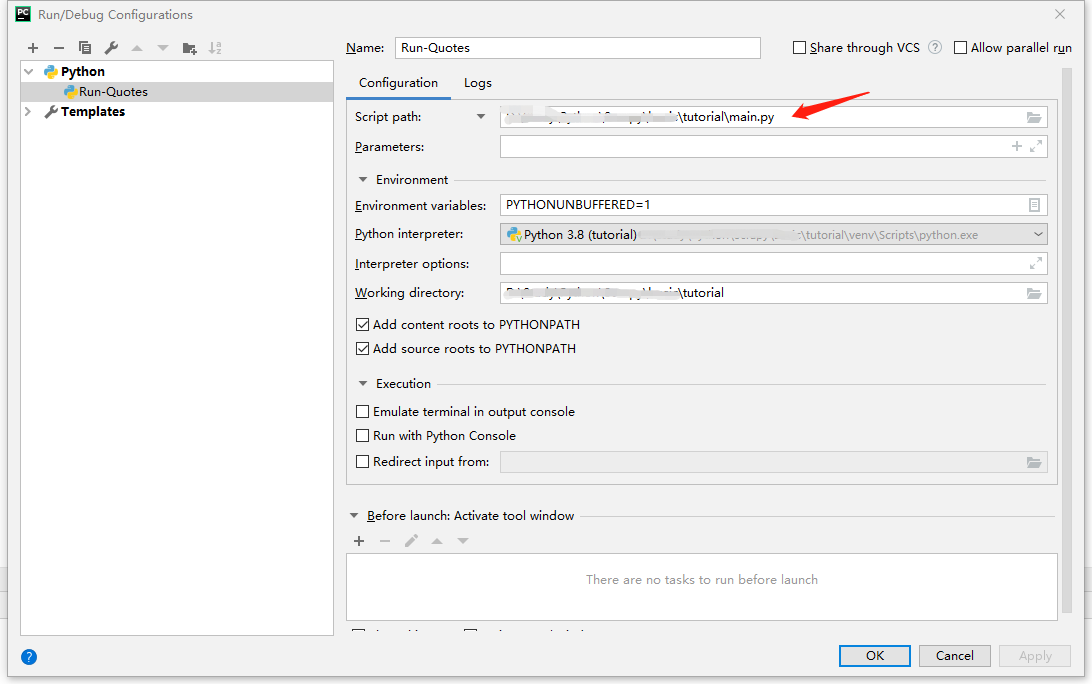 PC Run/Debug Configurations
Name: Run-Quotes Share through VCS ? Allow parallel run
Python
Run-Quotes
Templates
Configuration Logs
Script path: \tutorial\main.py
Parameters:
Environment
Environment variables: PYTHONUNBUFFERED=1
Python interpreter: Python 3.8 (tutorial) \tutorial\venv\Scripts\python.exe
Interpreter options:
Working directory: \tutorial
Add content roots to PYTHONPATH
Add source roots to PYTHONPATH
Execution
Emulate terminal in output console
Run with Python Console
Redirect input from:
Before launch: Activate tool window
There are no tasks to run before launch
? OK Cancel Apply